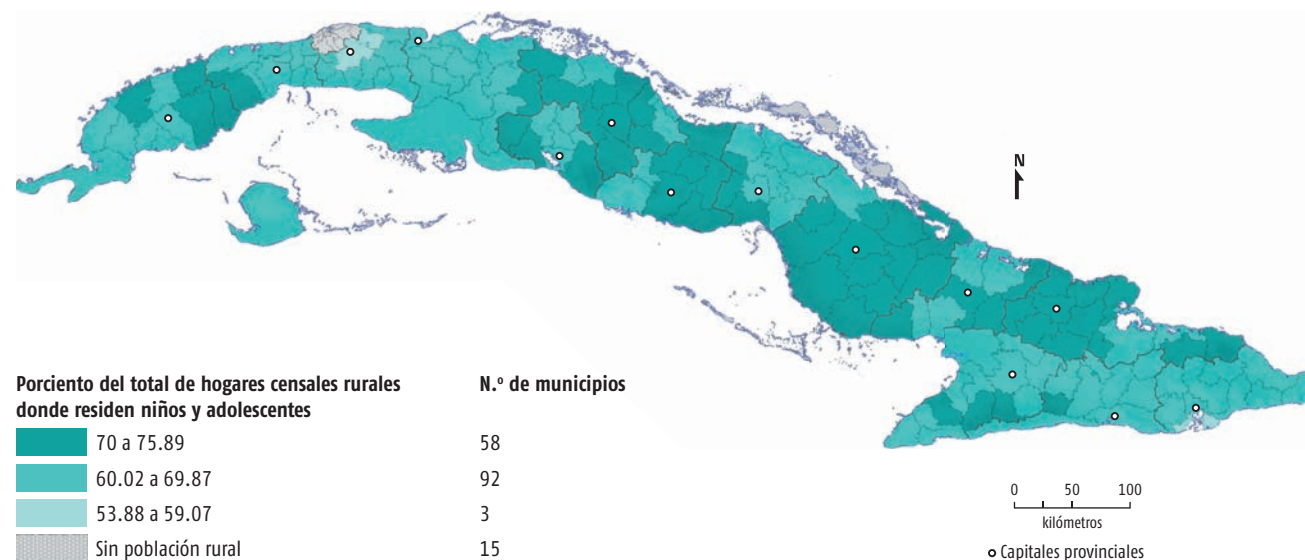 N
Porciento del total de hogares censales rurales
donde residen niños y adolescentes
N.º de municipios
70 a 75.89
58
60.02 a 69.87
92
53.88 a 59.07
3
Sin población rural
15
0 50 100
kilómetros
Capitales provinciales